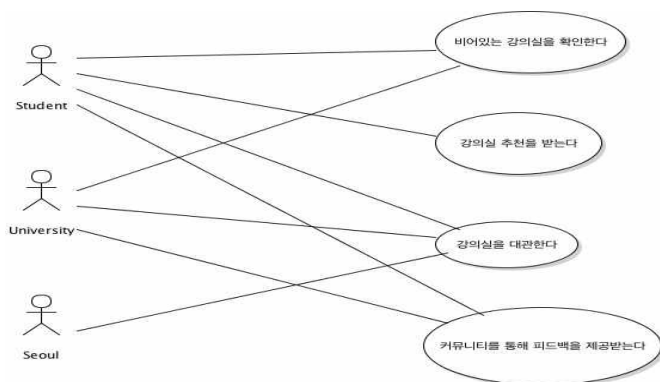 비어있는 강의실을 확인한다
Student
강의실 추천을 받는다
University
강의실을 대관한다
Seoul
커뮤니티를 통해 피드백을 제공받는다